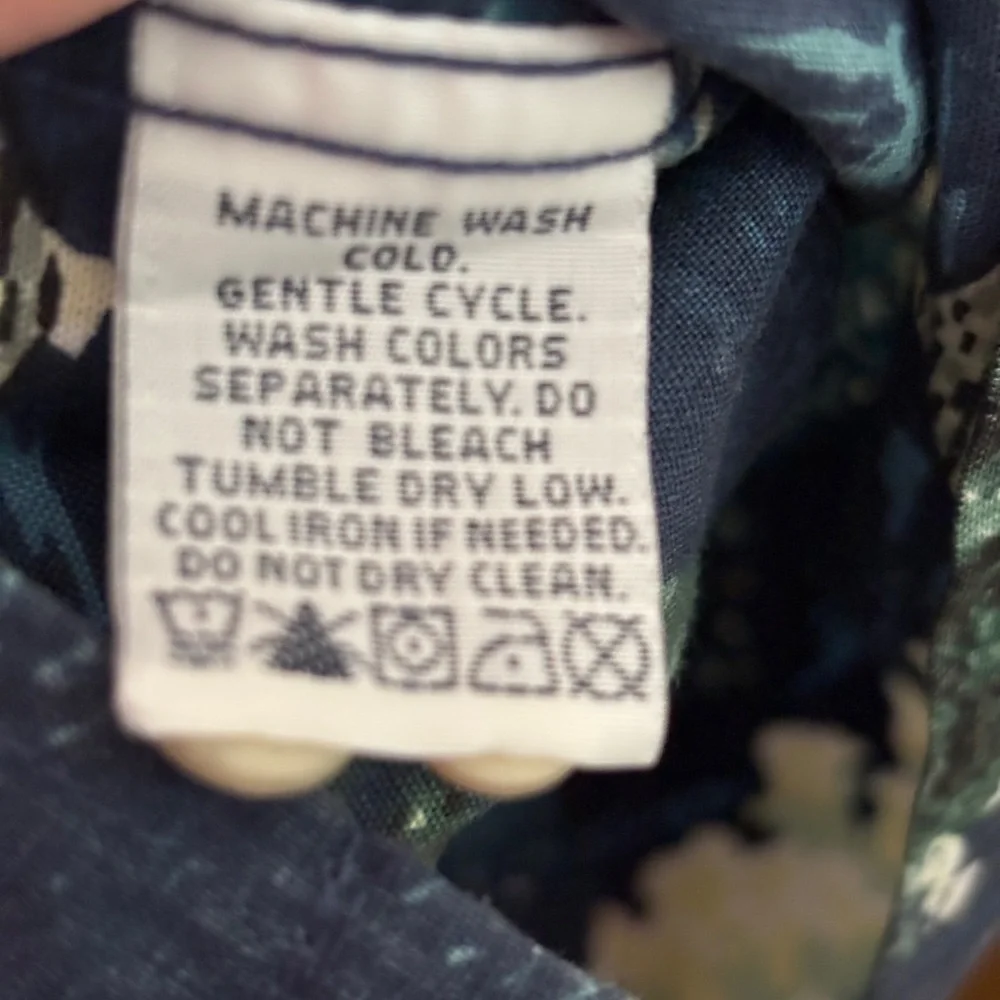 MACHINE WASH
COLD.
GENTLE CYCLE.
WASH COLORS
SEPARATELY. DO
NOT BLEACH
TUMBLE DRY LOW.
COOL IRON IF NEEDED.
DO NOT DRY CLEAN.